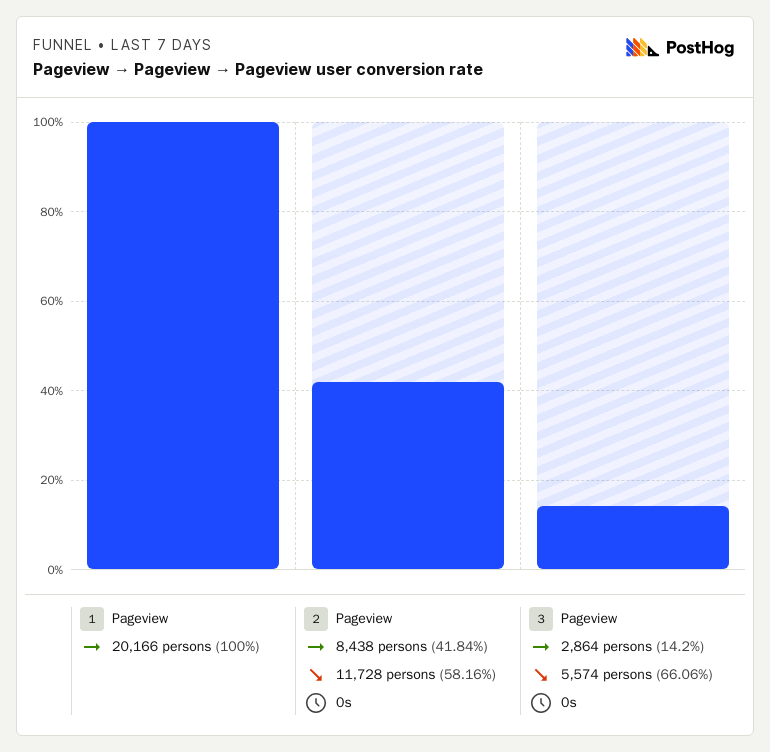 FUNNEL • LAST 7 DAYS
PostHog
Pageview → Pageview → Pageview user conversion rate
100%
80%
60%
40%
20%
0%
1 Pageview
→ 20,166 persons (100%)
2 Pageview
→ 8,438 persons (41.84%)
↘ 11,728 persons (58.16%)
0s
3 Pageview
→ 2,864 persons (14.2%)
↘ 5,574 persons (66.06%)
0s